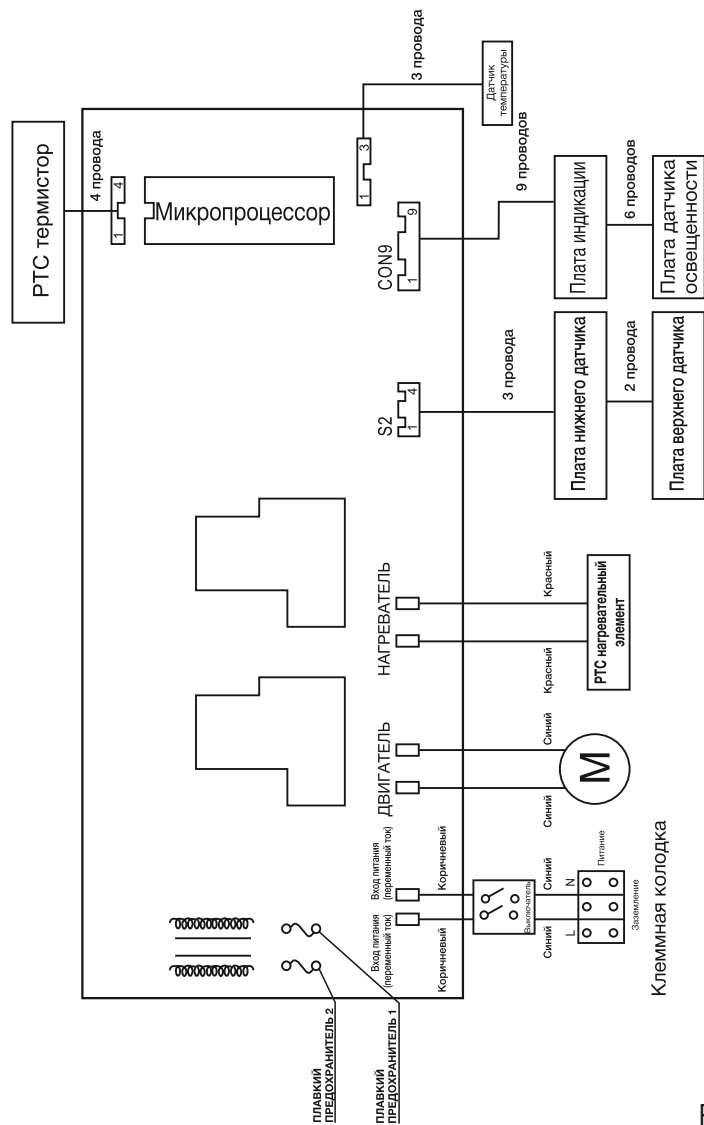 РТС термистор
4 провода
1
4
Микропроцессор
1
3
3 провода
Датчик
температуры
CON9
1
9
9 проводов
Плата индикации
6 проводов
Плата датчика
освещенности
S2
1
4
3 провода
Плата нижнего датчика
2 провода
Плата верхнего датчика
НАГРЕВАТЕЛЬ
Красный
Красный
РТС нагревательный
элемент
ДВИГАТЕЛЬ
Синий
Синий
M
Вход питания
(переменный ток)
Вход питания
(переменный ток)
Коричневый
Коричневый
Выключатель
Синий
Синий
L
N
Питание
Заземление
Клеммная колодка
ПЛАВКИЙ
ПРЕДОХРАНИТЕЛЬ 2
ПЛАВКИЙ
ПРЕДОХРАНИТЕЛЬ 1